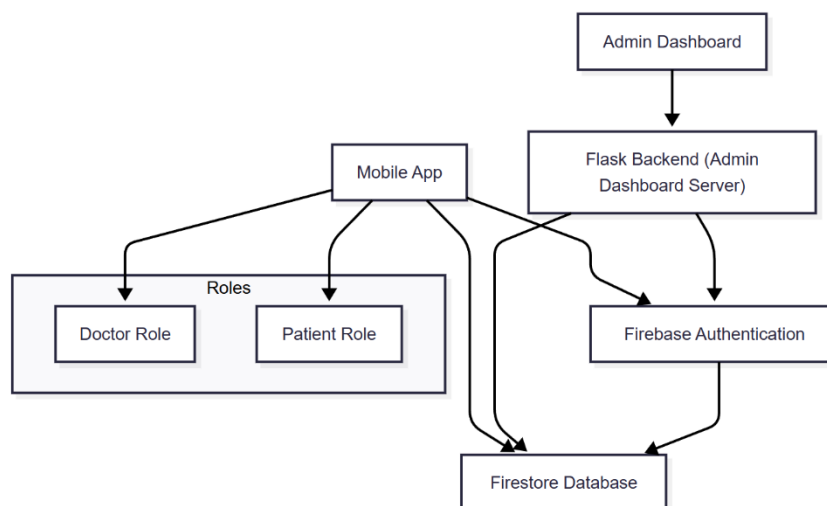 Admin Dashboard
Flask Backend (Admin
Dashboard Server)
Mobile App
Roles
Doctor Role
Patient Role
Firebase Authentication
Firestore Database